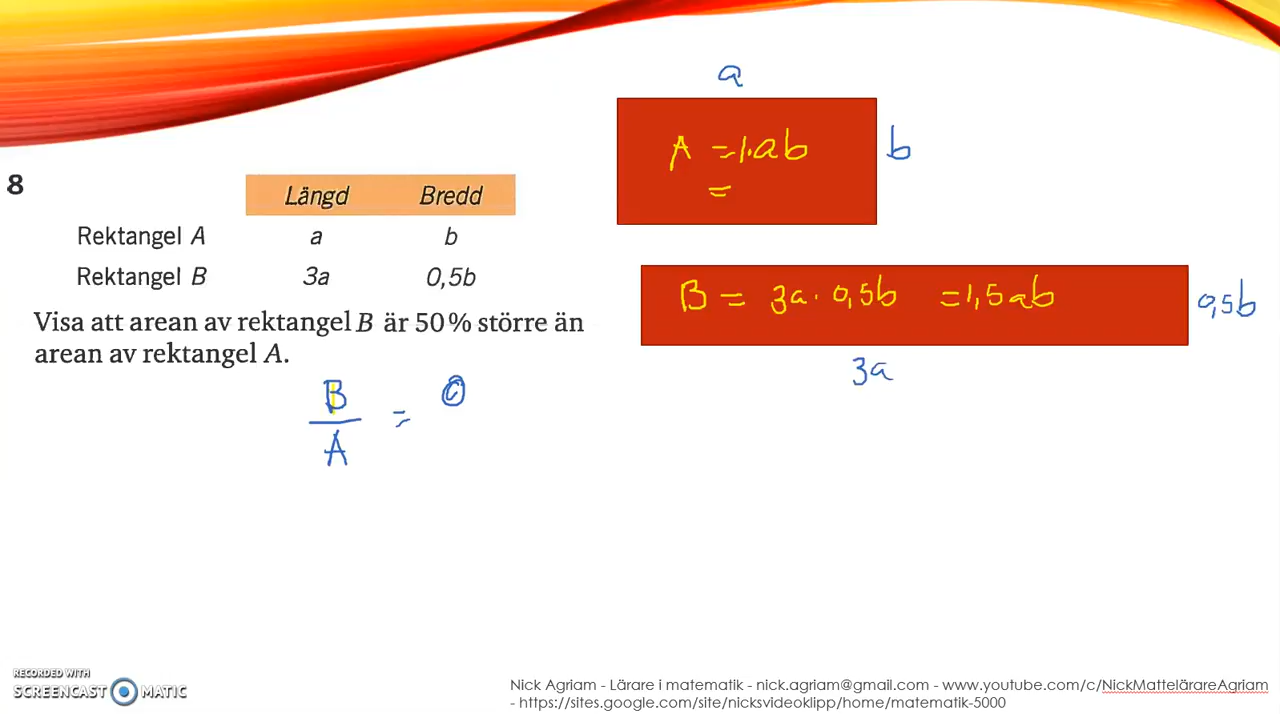 8
Längd Bredd
Rektangel A a b
Rektangel B 3a 0,5b
Visa att arean av rektangel B är 50 % större än
arean av rektangel A.
B
A
=
a
A = 1·ab
=
b
B = 3a · 0,5b = 1,5ab
0,5b
3a
RECORDED WITH
SCREENCAST MATIC
Nick Agriam - Lärare i matematik - nick.agriam@gmail.com - www.youtube.com/c/NickMattelärareAgriam
- https://sites.google.com/site/nicksvideoklipp/home/matematik-5000